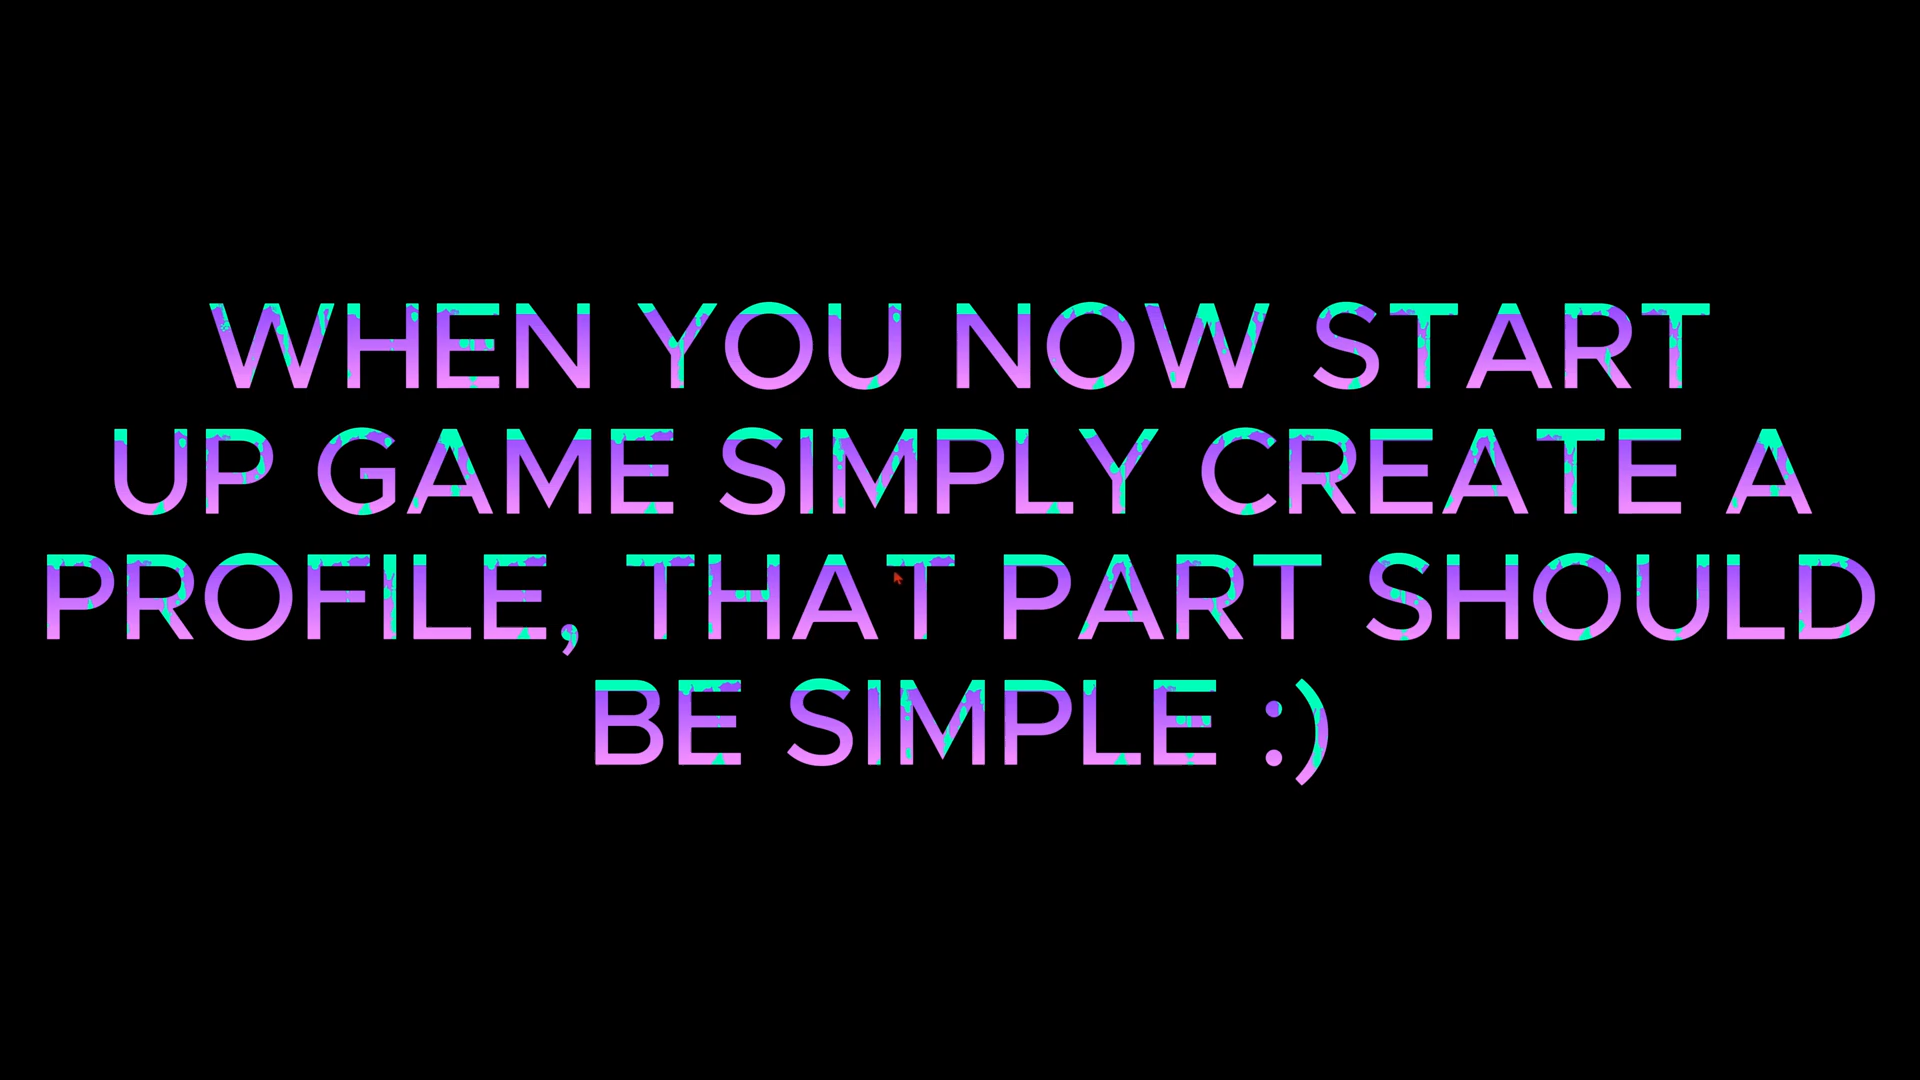 WHEN YOU NOW START
UP GAME SIMPLY CREATE A
PROFILE, THAT PART SHOULD
BE SIMPLE :)